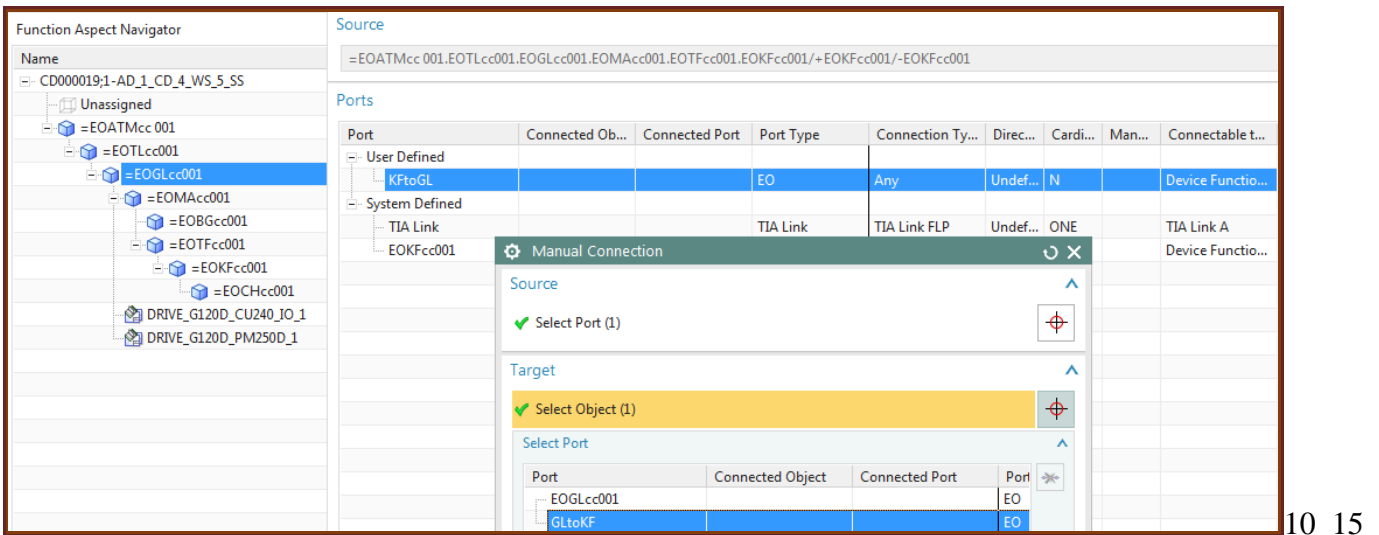 Function Aspect Navigator
Name
CD000019;1-AD_1_CD_4_WS_5_SS
Unassigned
=EOATMcc 001
=EOTLcc001
=EOGLcc001
=EOMAcc001
=EOBGcc001
=EOTFcc001
=EOKFcc001
=EOCHcc001
DRIVE_G120D_CU240_IO_1
DRIVE_G120D_PM250D_1
Source
=EOATMcc 001.EOTLcc001.EOGLcc001.EOMAcc001.EOTFcc001.EOKFcc001/+EOKFcc001/-EOKFcc001
Ports
Port Connected Ob... Connected Port Port Type Connection Ty... Direc... Cardi... Man... Connectable t...
User Defined
KFtoGL EO Any Undef... N Device Functio...
System Defined
TIA Link TIA Link TIA Link FLP Undef... ONE TIA Link A
EOKFcc001 Device Functio...
Manual Connection
Source
Select Port (1)
Target
Select Object (1)
Select Port
Port Connected Object Connected Port Port
EOGLcc001 EO
GLtoKF EO
10 15